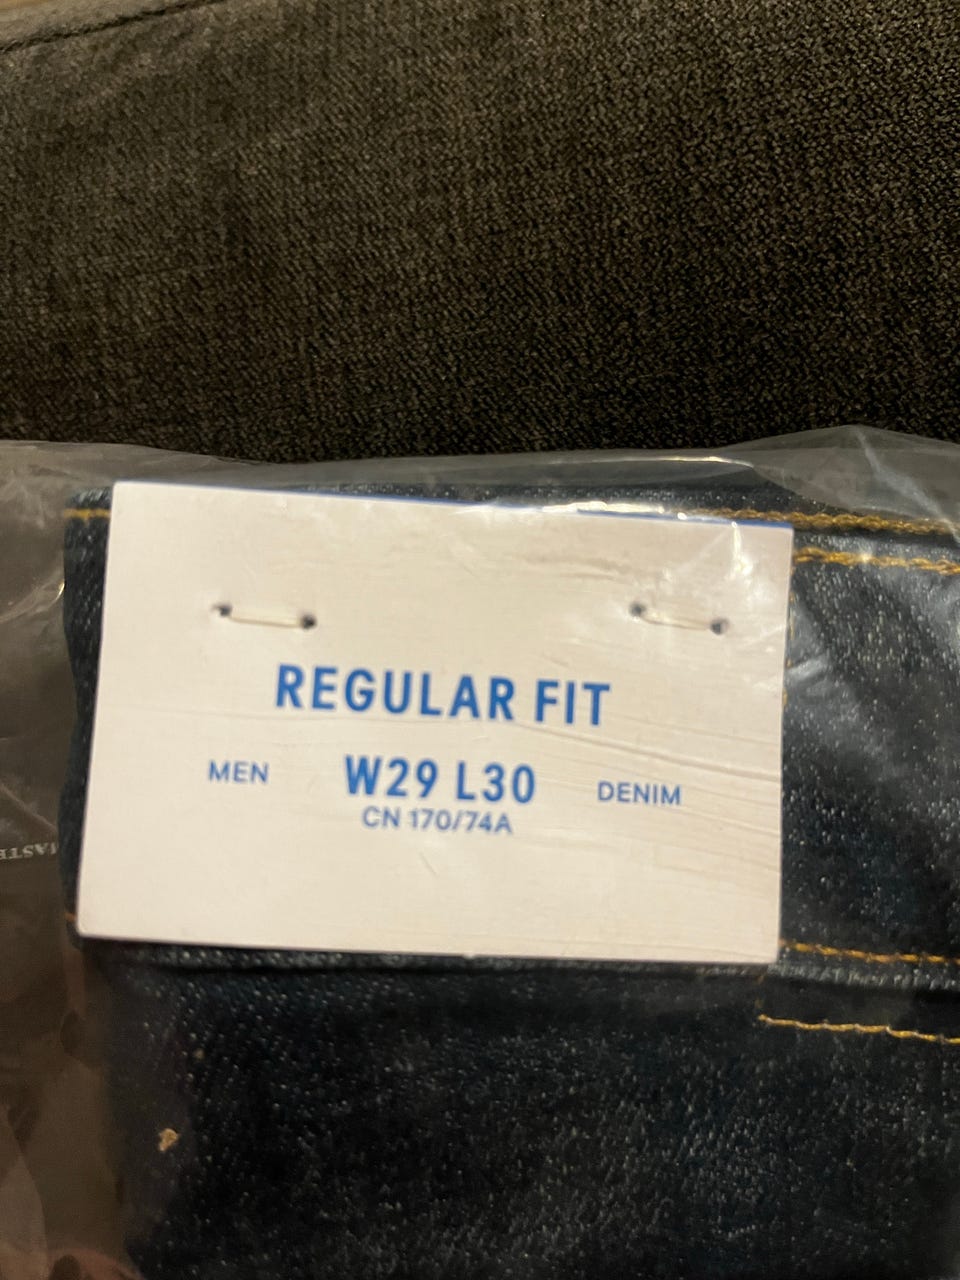 REGULAR FIT
MEN W29 L30 DENIM
CN 170/74A